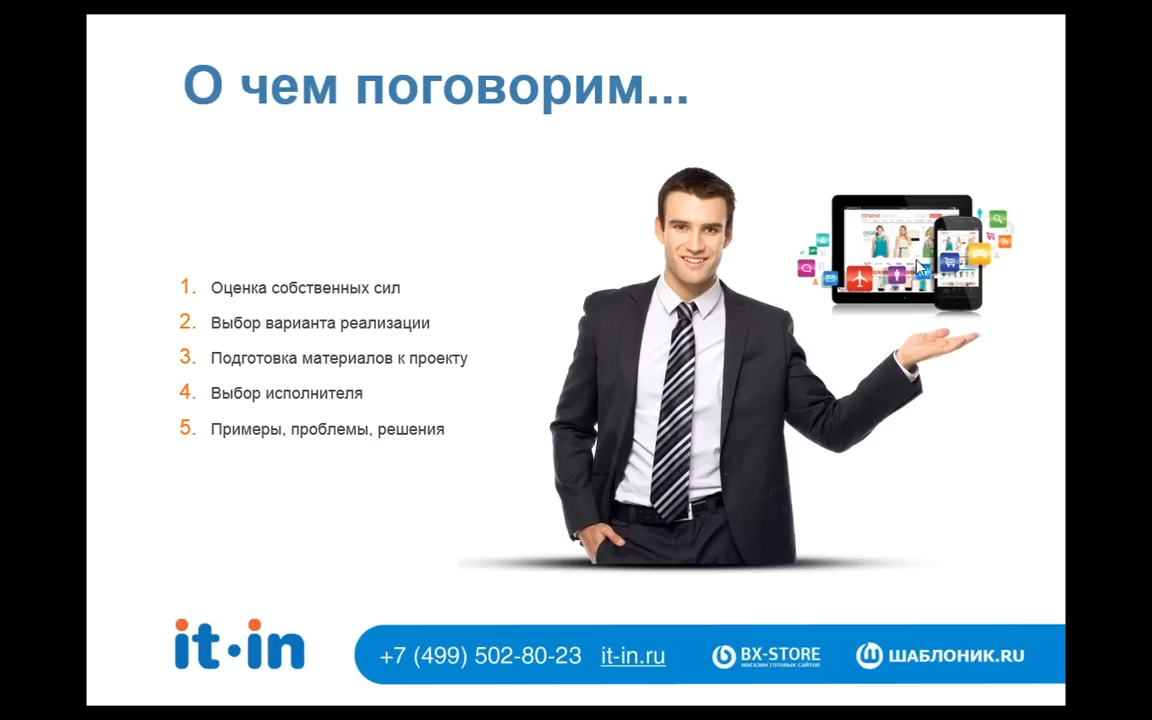 О чем поговорим...
1. Оценка собственных сил
2. Выбор варианта реализации
3. Подготовка материалов к проекту
4. Выбор исполнителя
5. Примеры, проблемы, решения
it·in
+7 (499) 502-80-23 it-in.ru
BX-STORE
магазин готовых сайтов
ШАБЛОНИК.RU